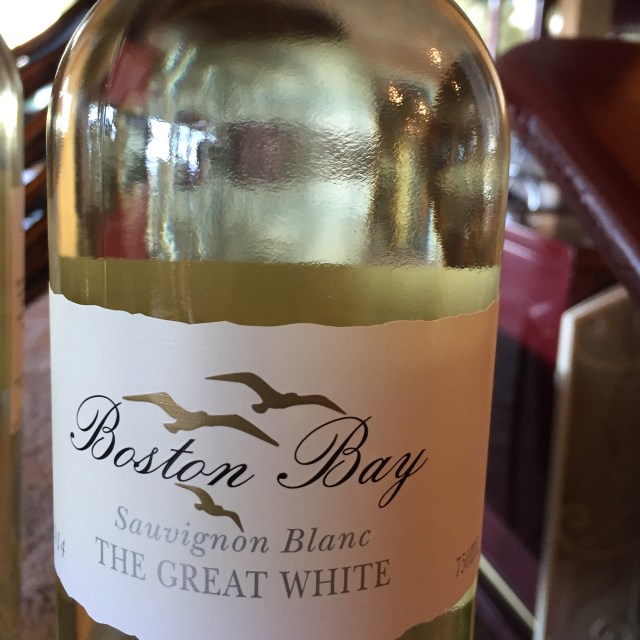 Boston Bay
Sauvignon Blanc
THE GREAT WHITE